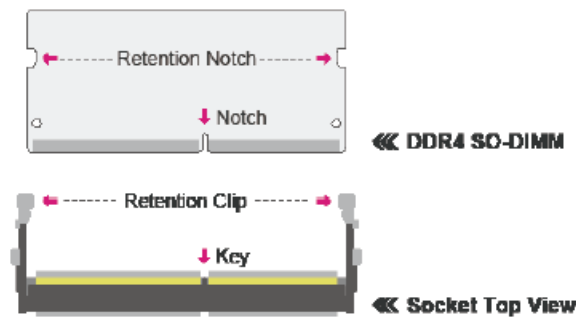 Retention Notch
Notch
DDR4 SO-DIMM
Retention Clip
Key
Socket Top View